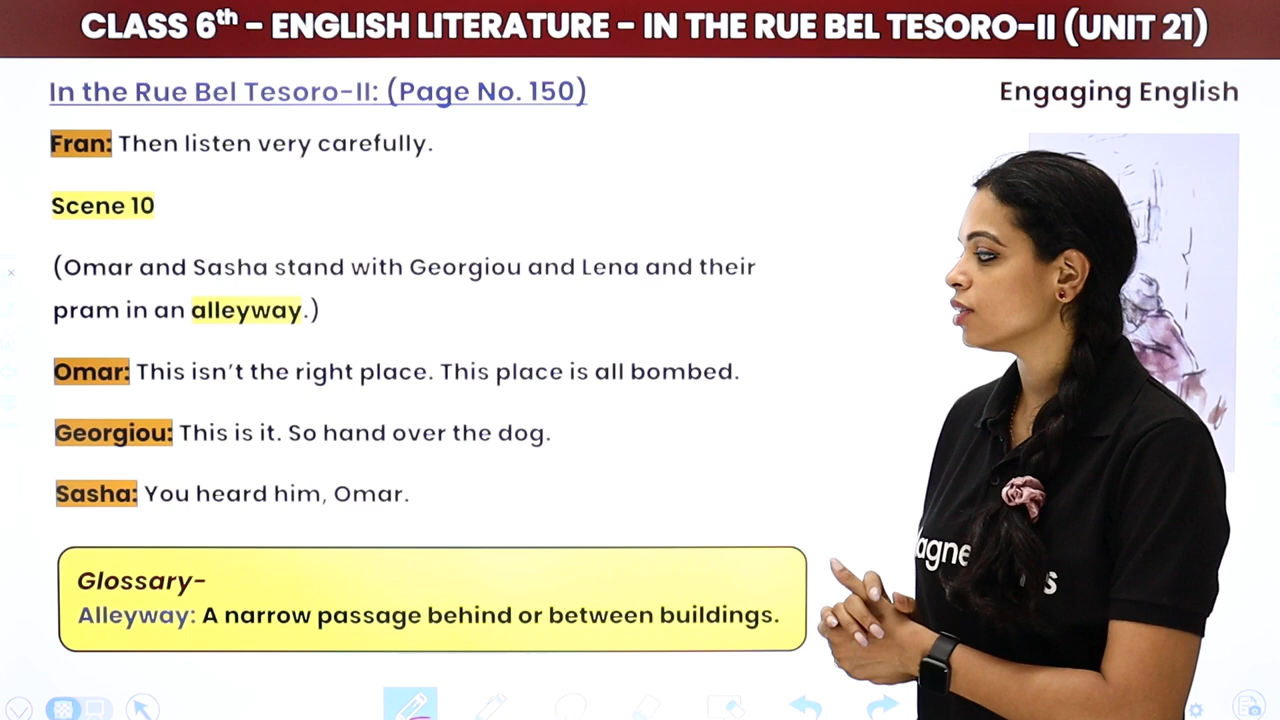 CLASS 6th – ENGLISH LITERATURE – IN THE RUE BEL TESORO-II (UNIT 21)
In the Rue Bel Tesoro-II: (Page No. 150)
Engaging English
Fran: Then listen very carefully.
Scene 10
(Omar and Sasha stand with Georgiou and Lena and their
pram in an alleyway.)
Omar: This isn't the right place. This place is all bombed.
Georgiou: This is it. So hand over the dog.
Sasha: You heard him, Omar.
Glossary-
Alleyway: A narrow passage behind or between buildings.